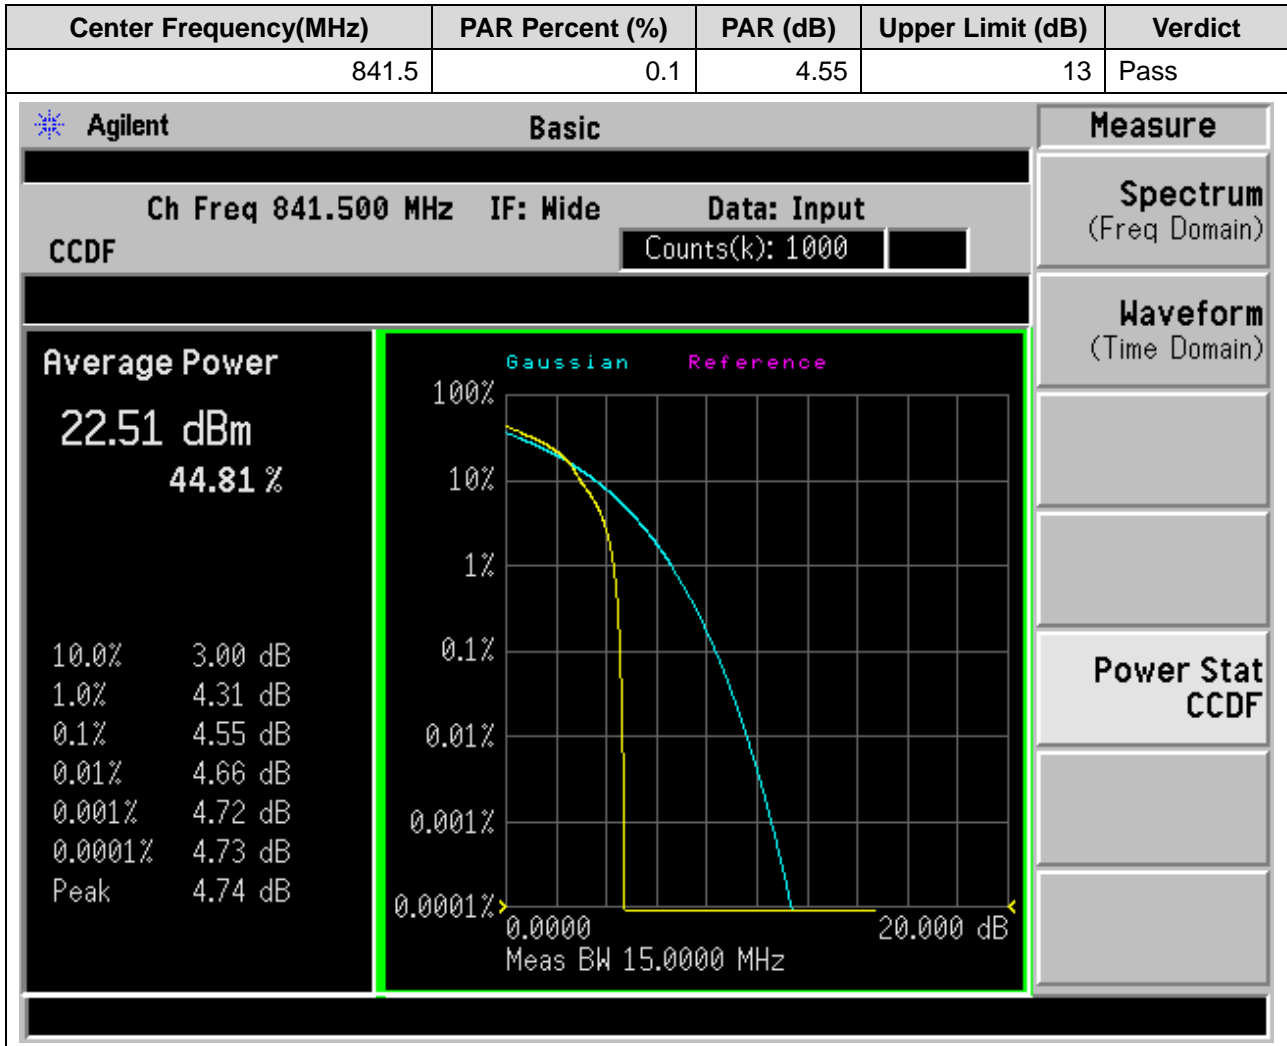 Center Frequency(MHz) PAR Percent (%) PAR (dB) Upper Limit (dB) Verdict
841.5 0.1 4.55 13 Pass
Agilent Basic Measure
Ch Freq 841.500 MHz IF: Wide Data: Input
CCDF Counts(k): 1000
Spectrum
(Freq Domain)
Waveform
(Time Domain)
Power Stat
CCDF
Average Power
22.51 dBm
44.81 %
10.0% 3.00 dB
1.0% 4.31 dB
0.1% 4.55 dB
0.01% 4.66 dB
0.001% 4.72 dB
0.0001% 4.73 dB
Peak 4.74 dB
Gaussian Reference
100%
10%
1%
0.1%
0.01%
0.001%
0.0001%
0.0000 20.000 dB
Meas BW 15.0000 MHz